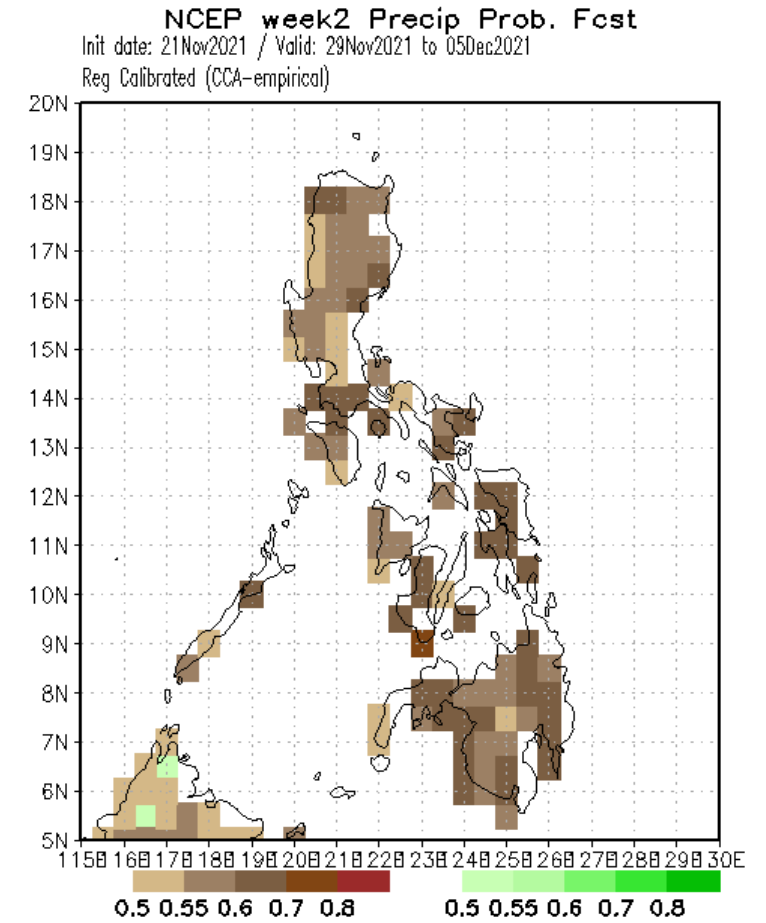 NCEP week2 Precip Prob. Fcst
Init date: 21Nov2021 / Valid: 29Nov2021 to 05Dec2021
Reg Calibrated (CCA-empirical)
20N
19N
18N
17N
16N
15N
14N
13N
12N
11N
10N
9N
8N
7N
6N
5N
115E 116E 117E 118E 119E 120E 121E 122E 123E 124E 125E 126E 127E 128E 129E 130E
0.5 0.55 0.6 0.7 0.8 0.5 0.55 0.6 0.7 0.8